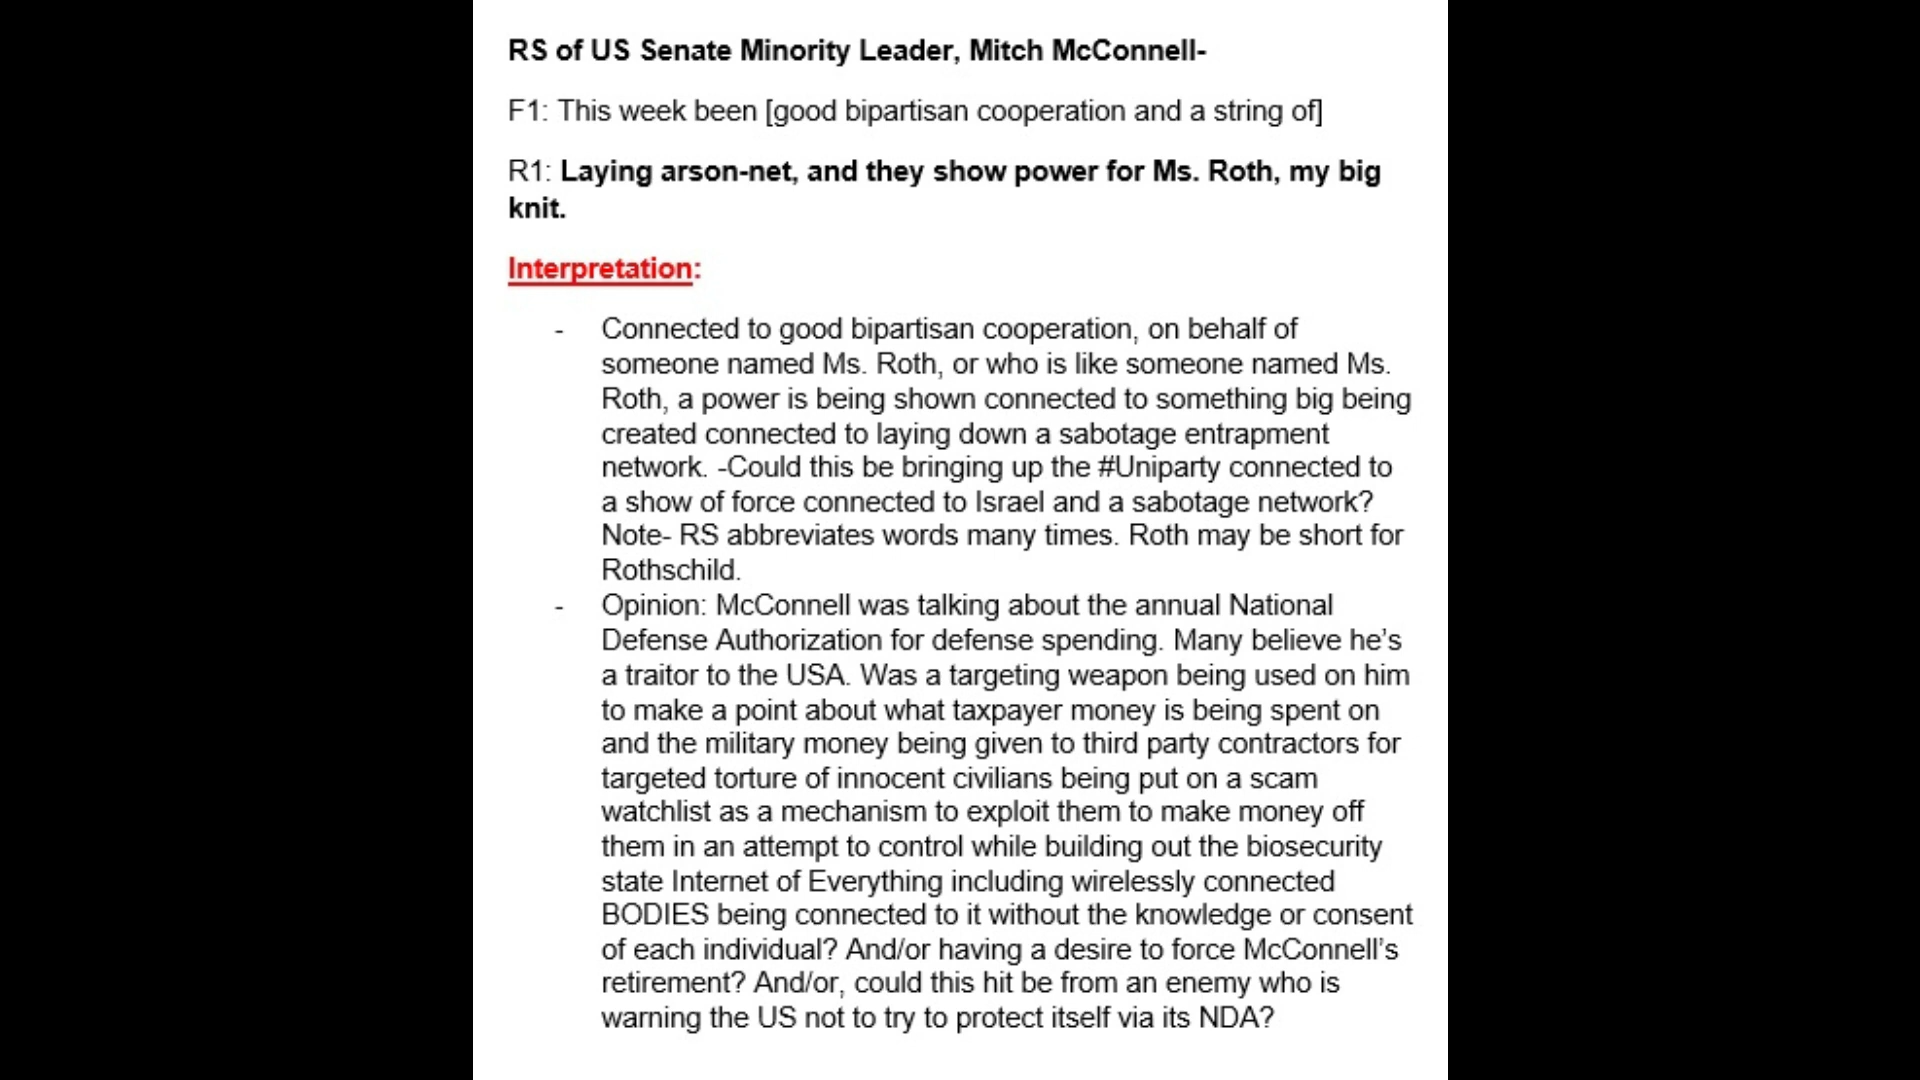 RS of US Senate Minority Leader, Mitch McConnell-
F1: This week been [good bipartisan cooperation and a string of]
R1: Laying arson-net, and they show power for Ms. Roth, my big
knit.
Interpretation:
- Connected to good bipartisan cooperation, on behalf of
someone named Ms. Roth, or who is like someone named Ms.
Roth, a power is being shown connected to something big being
created connected to laying down a sabotage entrapment
network. -Could this be bringing up the #Uniparty connected to
a show of force connected to Israel and a sabotage network?
Note- RS abbreviates words many times. Roth may be short for
Rothschild.
- Opinion: McConnell was talking about the annual National
Defense Authorization for defense spending. Many believe he's
a traitor to the USA. Was a targeting weapon being used on him
to make a point about what taxpayer money is being spent on
and the military money being given to third party contractors for
targeted torture of innocent civilians being put on a scam
watchlist as a mechanism to exploit them to make money off
them in an attempt to control while building out the biosecurity
state Internet of Everything including wirelessly connected
BODIES being connected to it without the knowledge or consent
of each individual? And/or having a desire to force McConnell's
retirement? And/or, could this hit be from an enemy who is
warning the US not to try to protect itself via its NDA?